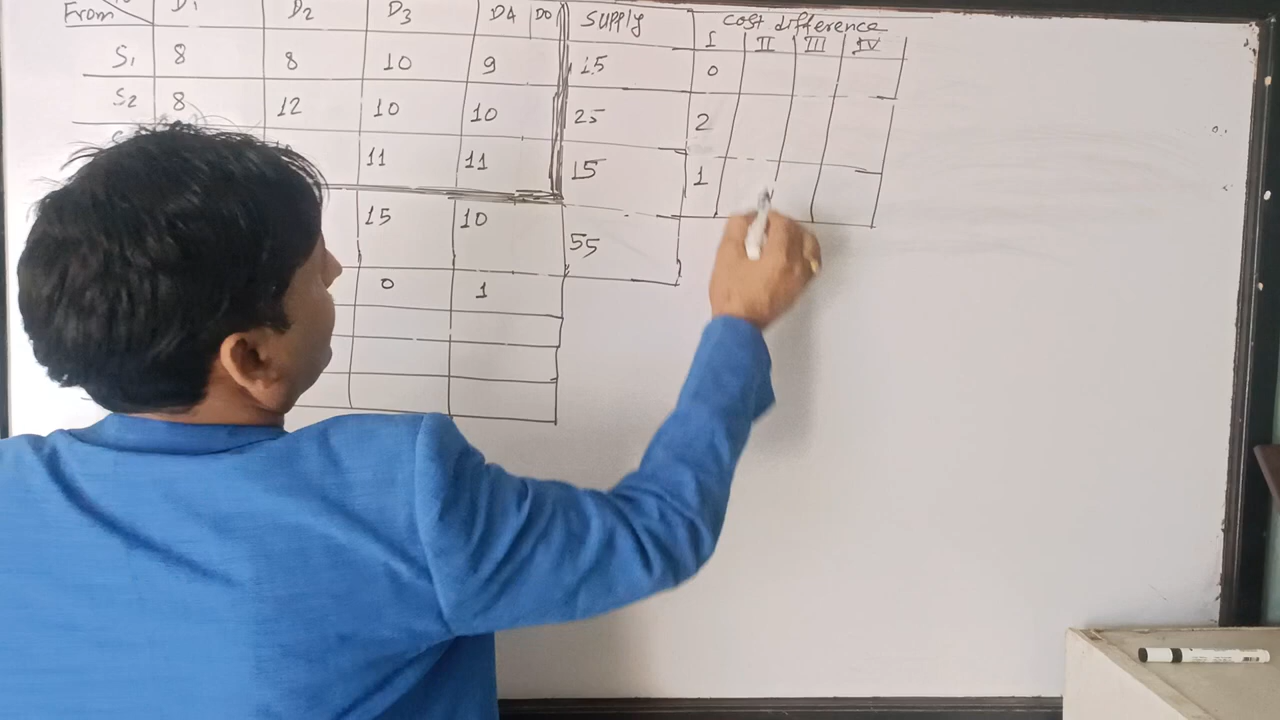 From D1 D2 D3 D4 DO Supply Cost difference
I II III IV
S1 8 8 10 9 15 0
S2 8 12 10 10 25 2
11 11 15 1
15 10 55
0 1